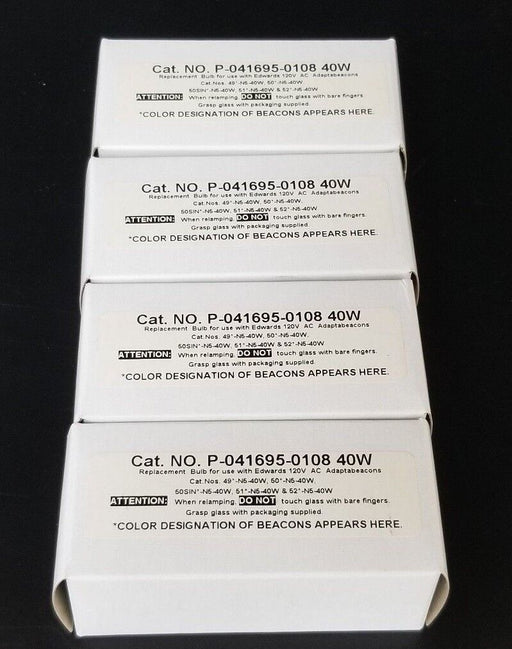 Cat. NO. P-041695-0108 40W
Replacement Bulb for use with Edwards 120V AC Adaptabeacons
Cat.Nos. 49*-N5-40W, 50*-N5-40W,
50SIN*-N5-40W, 51*-N5-40W & 52*-N5-40W
ATTENTION: When relamping, DO NOT touch glass with bare fingers.
Grasp glass with packaging supplied.
*COLOR DESIGNATION OF BEACONS APPEARS HERE.
Cat. NO. P-041695-0108 40W
Replacement Bulb for use with Edwards 120V AC Adaptabeacons
Cat.Nos. 49*-N5-40W, 50*-N5-40W,
50SIN*-N5-40W, 51*-N5-40W & 52*-N5-40W
ATTENTION: When relamping, DO NOT touch glass with bare fingers.
Grasp glass with packaging supplied.
*COLOR DESIGNATION OF BEACONS APPEARS HERE.
Cat. NO. P-041695-0108 40W
Replacement Bulb for use with Edwards 120V AC Adaptabeacons
Cat.Nos. 49*-N5-40W, 50*-N5-40W,
50SIN*-N5-40W, 51*-N5-40W & 52*-N5-40W
ATTENTION: When relamping, DO NOT touch glass with bare fingers.
Grasp glass with packaging supplied.
*COLOR DESIGNATION OF BEACONS APPEARS HERE.
Cat. NO. P-041695-0108 40W
Replacement Bulb for use with Edwards 120V AC Adaptabeacons
Cat.Nos. 49*-N5-40W, 50*-N5-40W,
50SIN*-N5-40W, 51*-N5-40W & 52*-N5-40W
ATTENTION: When relamping, DO NOT touch glass with bare fingers.
Grasp glass with packaging supplied.
*COLOR DESIGNATION OF BEACONS APPEARS HERE.